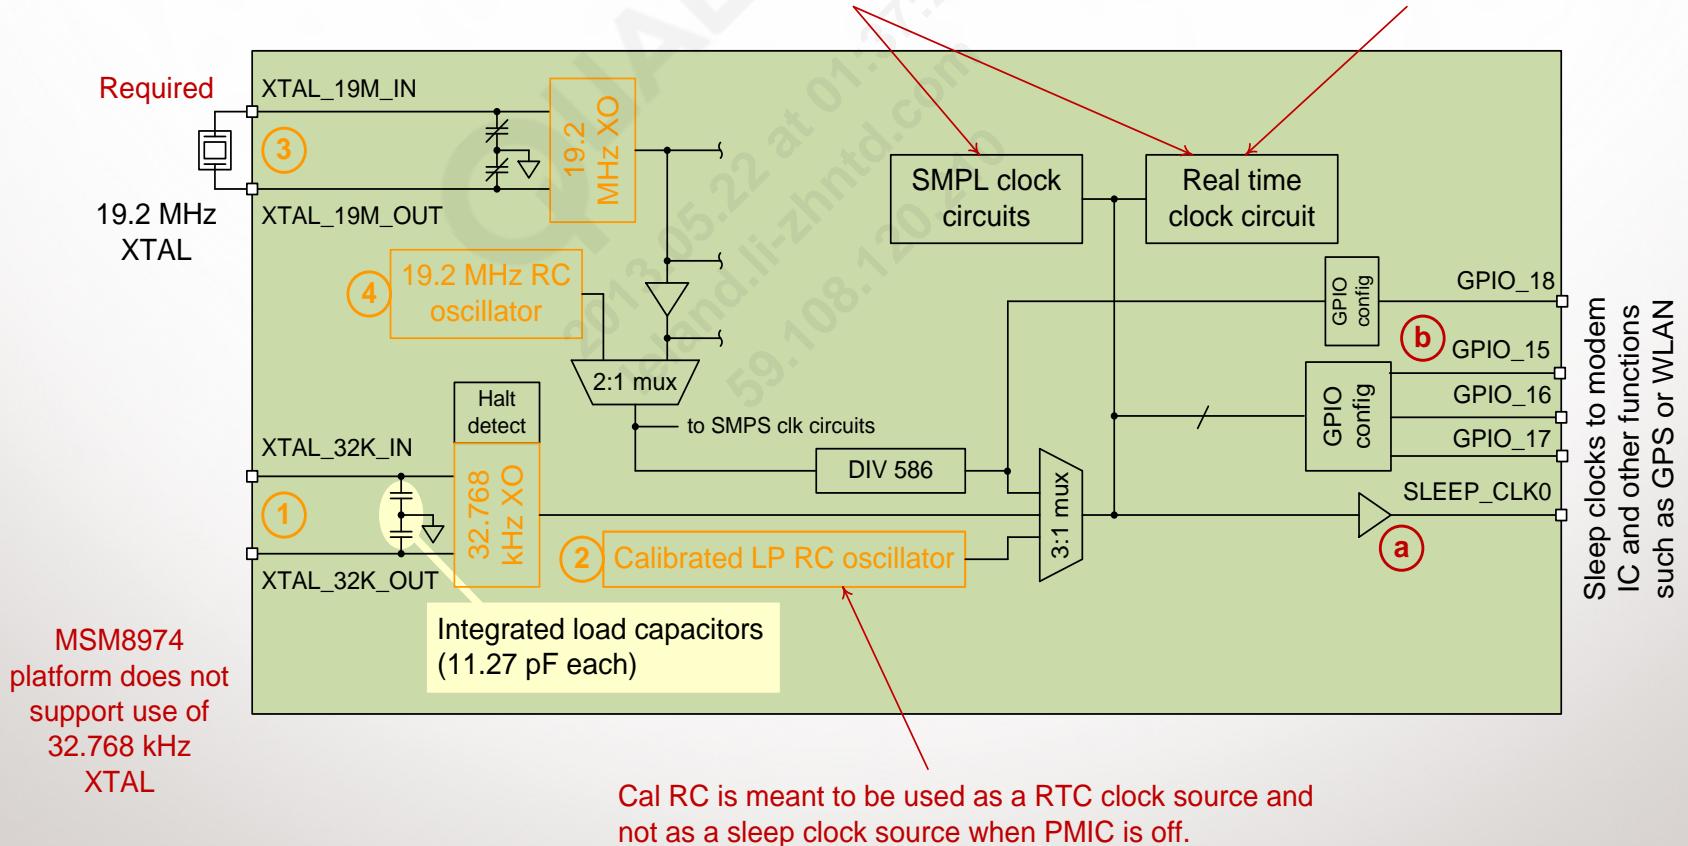 Required
XTAL_19M_IN
3
19.2
MHz XO
19.2 MHz
XTAL
XTAL_19M_OUT
SMPL clock
circuits
Real time
clock circuit
4
19.2 MHz RC
oscillator
2:1 mux
to SMPS clk circuits
Halt
detect
XTAL_32K_IN
1
32.768
kHz XO
XTAL_32K_OUT
DIV 586
2
Calibrated LP RC oscillator
3:1 mux
GPIO
config
GPIO_18
b
GPIO_15
GPIO
config
GPIO_16
GPIO_17
SLEEP_CLK0
a
Sleep clocks to modem
IC and other functions
such as GPS or WLAN
Integrated load capacitors
(11.27 pF each)
MSM8974
platform does not
support use of
32.768 kHz
XTAL
Cal RC is meant to be used as a RTC clock source and
not as a sleep clock source when PMIC is off.